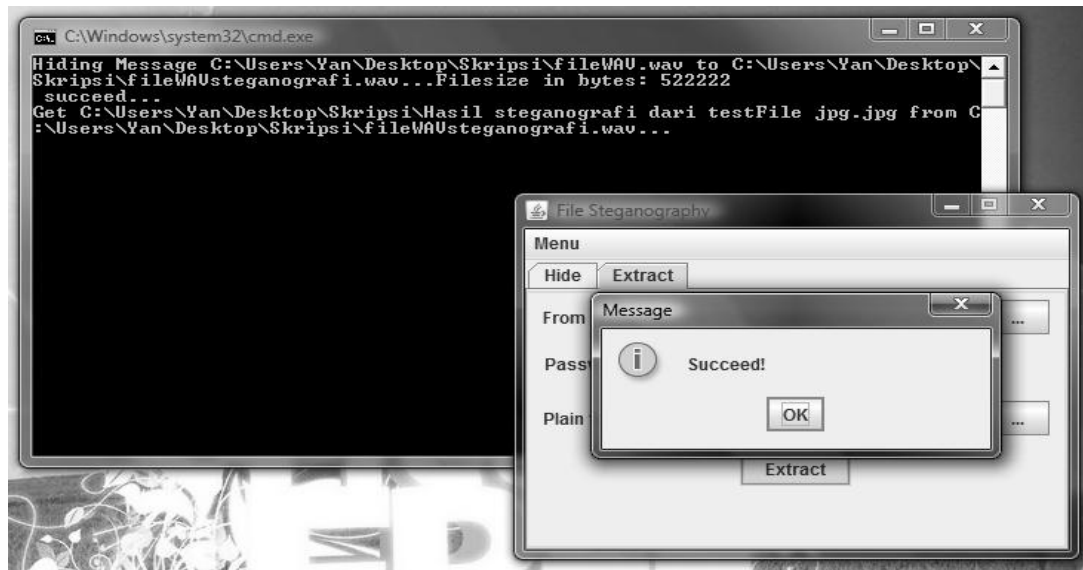 C:\Windows\system32\cmd.exe
Hiding Message C:\Users\Yan\Desktop\Skripsi\fileWAV.wav to C:\Users\Yan\Desktop\
Skripsi\fileWAVsteganografi.wav...Filesize in bytes: 522222
succeed...
Get C:\Users\Yan\Desktop\Skripsi\Hasil steganografi dari testFile jpg.jpg from C
:\Users\Yan\Desktop\Skripsi\fileWAVsteganografi.wav...
File Steganography
Menu
Hide Extract
From ...
Message
Succeed!
OK
Plain ...
Extract